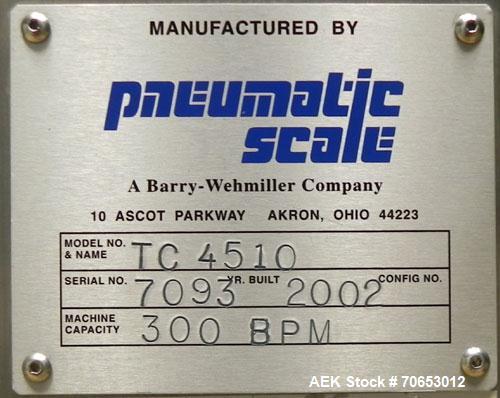 MANUFACTURED BY
pneumatic
scale
A Barry-Wehmiller Company
10 ASCOT PARKWAY AKRON, OHIO 44223
MODEL NO. & NAME TC 4510
SERIAL NO. 7093 YR. BUILT 2002 CONFIG NO.
MACHINE CAPACITY 300 BPM
AEK Stock # 70653012